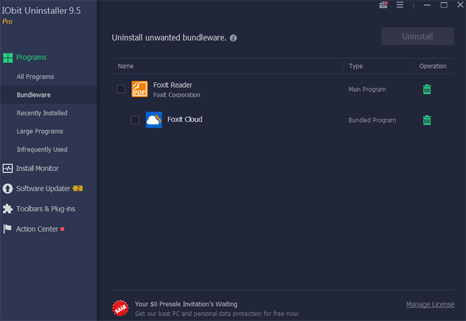 IObit Uninstaller 9.5
Pro
Programs
All Programs
Bundleware
Recently Installed
Large Programs
Infrequently Used
Install Monitor
Software Updater
Toolbars & Plug-ins
Action Center
Uninstall unwanted bundleware.
Uninstall
Name Type Operation
Foxit Reader
Foxit Corporation
Main Program
Foxit Cloud
Bundled Program
SALE
Your $0 Presale Invitation's Waiting
Get our best PC and personal data protection for free now
Manage License